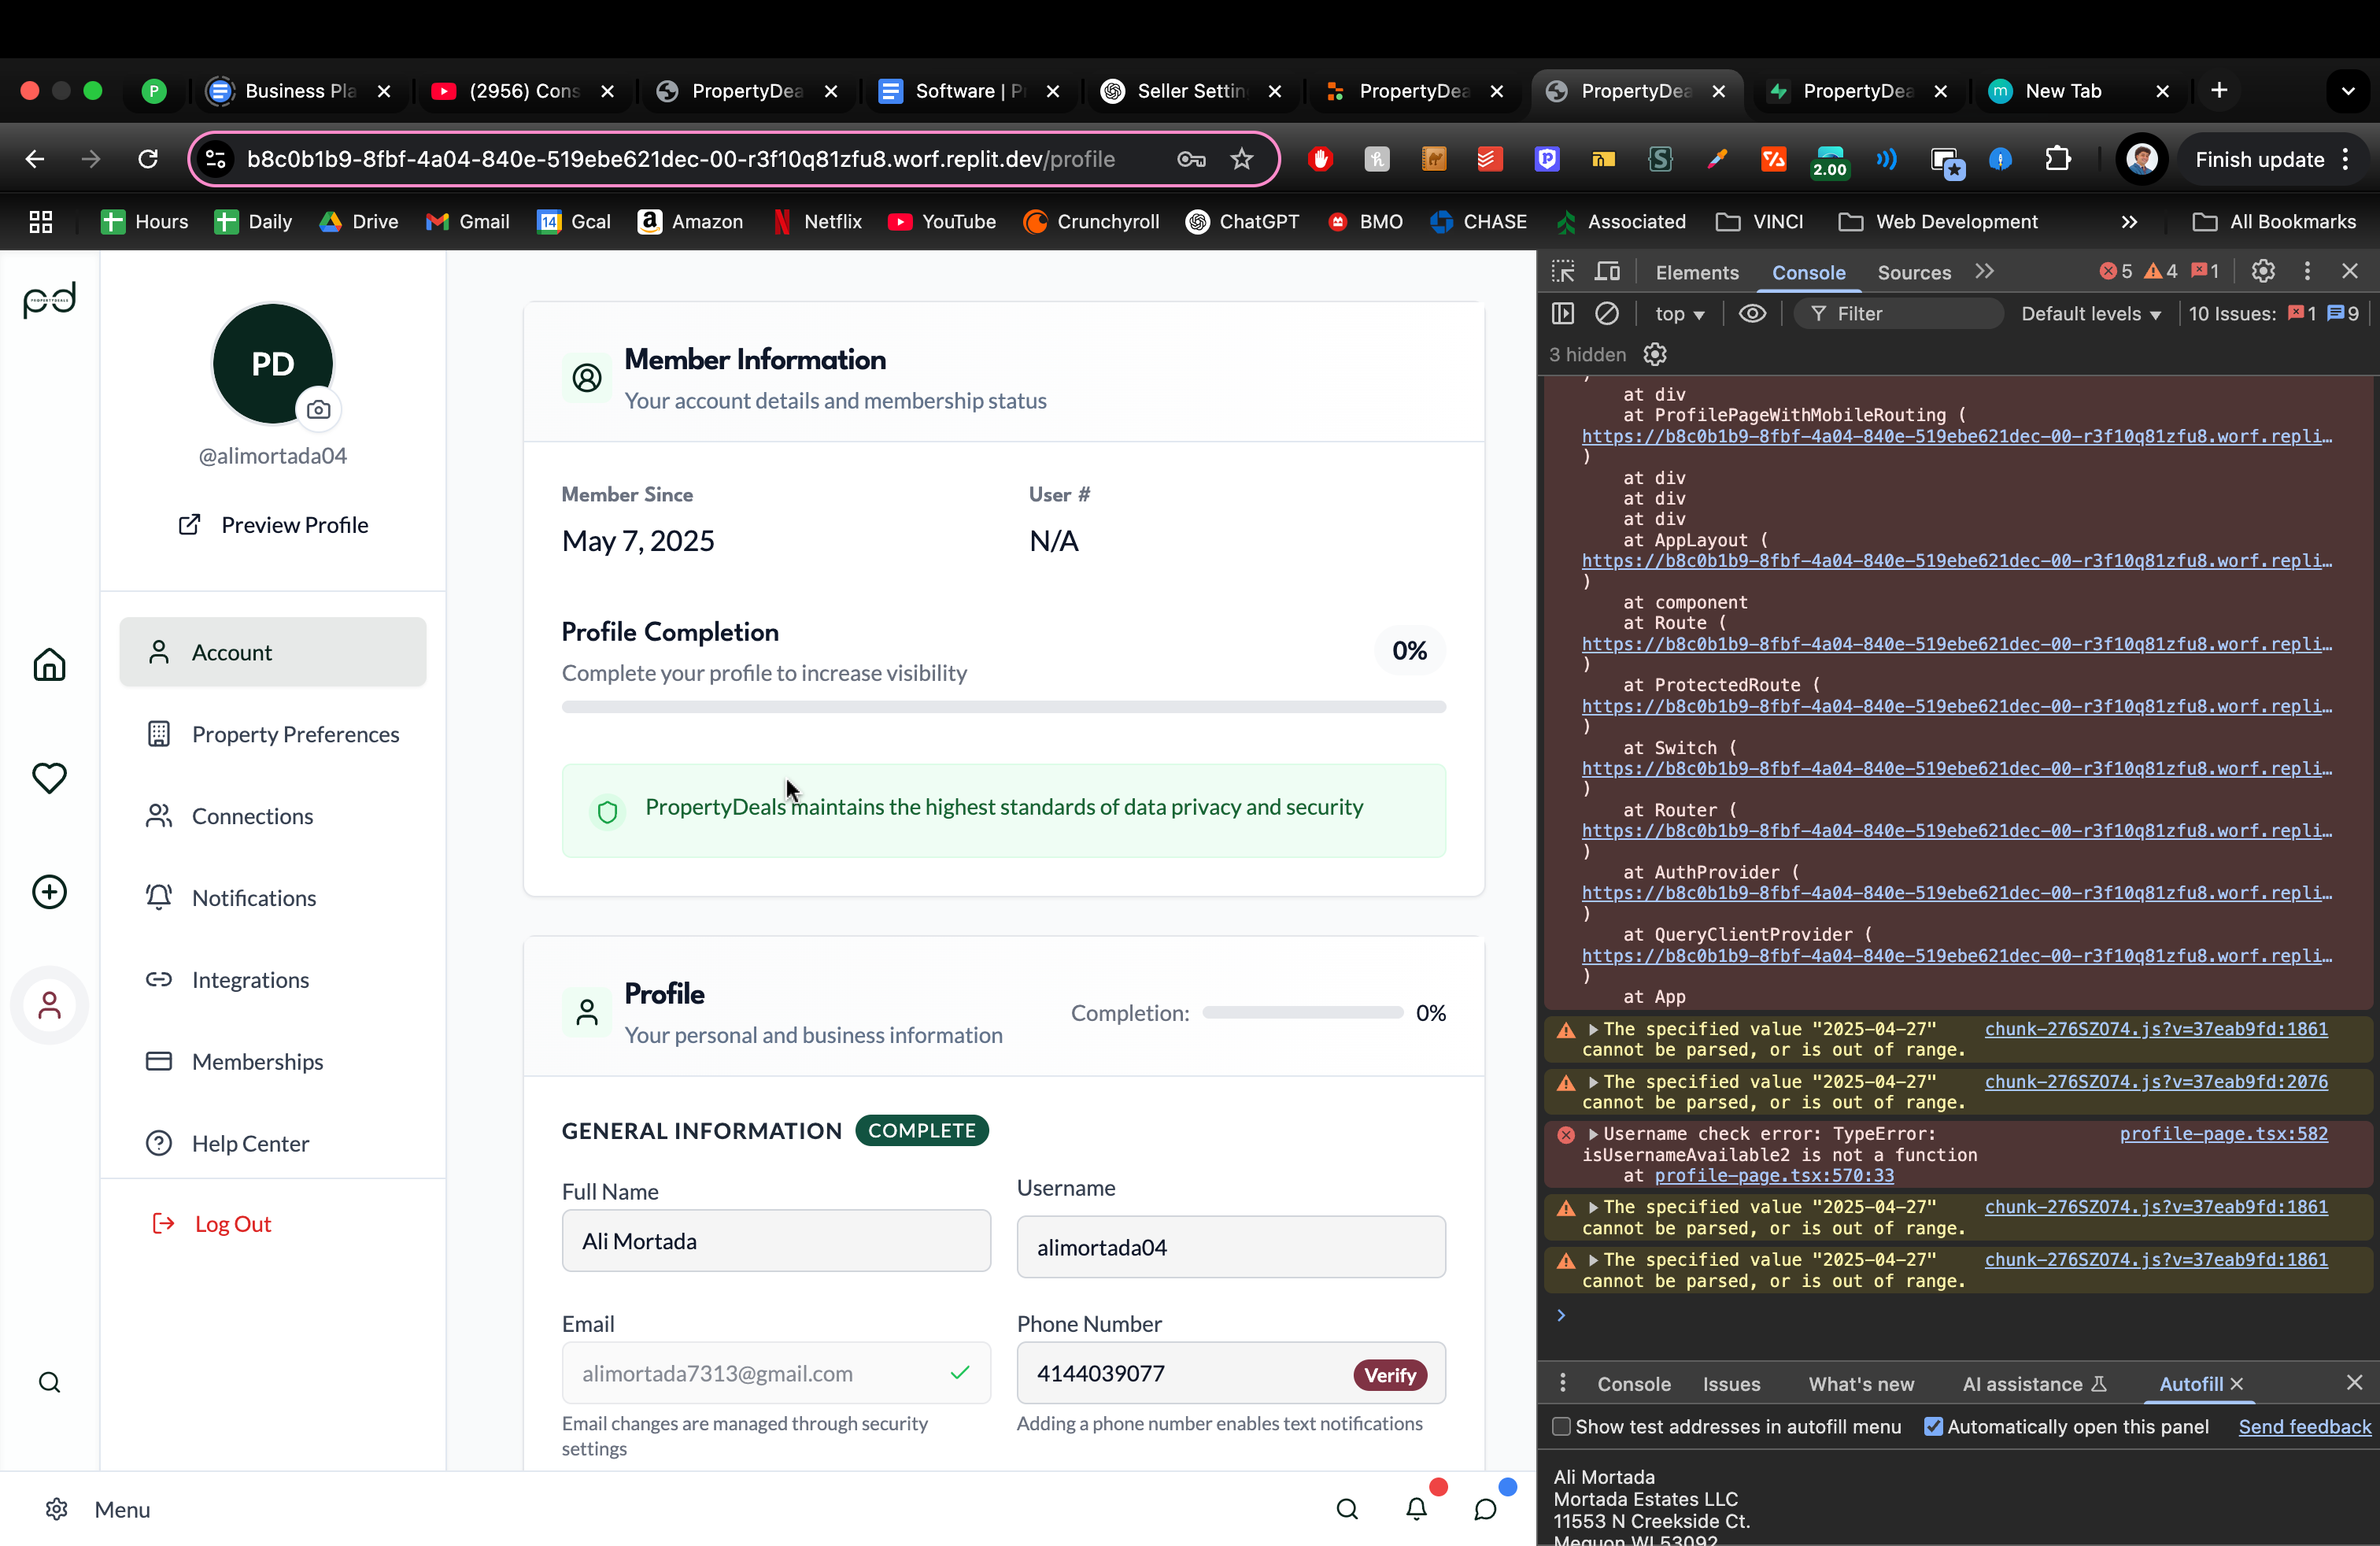 P
Business Pla
(2956) Cons
PropertyDea
Software | P
Seller Settin
PropertyDea
PropertyDea
PropertyDea
New Tab
b8c0b1b9-8fbf-4a04-840e-519ebe621dec-00-r3f10q81zfu8.worf.replit.dev/profile
2.00
Finish update
Hours
Daily
Drive
Gmail
Gcal
Amazon
Netflix
YouTube
Crunchyroll
ChatGPT
BMO
CHASE
Associated
VINCI
Web Development
All Bookmarks
pd
PD
@alimortada04
Preview Profile
Account
Property Preferences
Connections
Notifications
Integrations
Memberships
Help Center
Log Out
Menu
Member Information
Your account details and membership status
Member Since
User #
May 7, 2025
N/A
Profile Completion
0%
Complete your profile to increase visibility
PropertyDeals maintains the highest standards of data privacy and security
Profile
Your personal and business information
Completion:
0%
GENERAL INFORMATION
COMPLETE
Full Name
Username
Ali Mortada
alimortada04
Email
Phone Number
alimortada7313@gmail.com
4144039077
Verify
Email changes are managed through security
settings
Adding a phone number enables text notifications
Elements
Console
Sources
5
4
1
top
Filter
Default levels
10 Issues:
1
9
3 hidden
)
at div
at ProfilePageWithMobileRouting (
https://b8c0b1b9-8fbf-4a04-840e-519ebe621dec-00-r3f10q81zfu8.worf.repli…
)
at div
at div
at div
at AppLayout (
https://b8c0b1b9-8fbf-4a04-840e-519ebe621dec-00-r3f10q81zfu8.worf.repli…
)
at component
at Route (
https://b8c0b1b9-8fbf-4a04-840e-519ebe621dec-00-r3f10q81zfu8.worf.repli…
)
at ProtectedRoute (
https://b8c0b1b9-8fbf-4a04-840e-519ebe621dec-00-r3f10q81zfu8.worf.repli…
)
at Switch (
https://b8c0b1b9-8fbf-4a04-840e-519ebe621dec-00-r3f10q81zfu8.worf.repli…
)
at Router (
https://b8c0b1b9-8fbf-4a04-840e-519ebe621dec-00-r3f10q81zfu8.worf.repli…
)
at AuthProvider (
https://b8c0b1b9-8fbf-4a04-840e-519ebe621dec-00-r3f10q81zfu8.worf.repli…
)
at QueryClientProvider (
https://b8c0b1b9-8fbf-4a04-840e-519ebe621dec-00-r3f10q81zfu8.worf.repli…
)
at App
The specified value "2025-04-27" chunk-276SZO74.js?v=37eab9fd:1861
cannot be parsed, or is out of range.
The specified value "2025-04-27" chunk-276SZO74.js?v=37eab9fd:2076
cannot be parsed, or is out of range.
Username check error: TypeError: profile-page.tsx:582
isUsernameAvailable2 is not a function
at profile-page.tsx:570:33
The specified value "2025-04-27" chunk-276SZO74.js?v=37eab9fd:1861
cannot be parsed, or is out of range.
The specified value "2025-04-27" chunk-276SZO74.js?v=37eab9fd:1861
cannot be parsed, or is out of range.
Console
Issues
What's new
AI assistance
Autofill
Show test addresses in autofill menu
Automatically open this panel
Send feedback
Ali Mortada
Mortada Estates LLC
11553 N Creekside Ct.
Mequon WI 53092